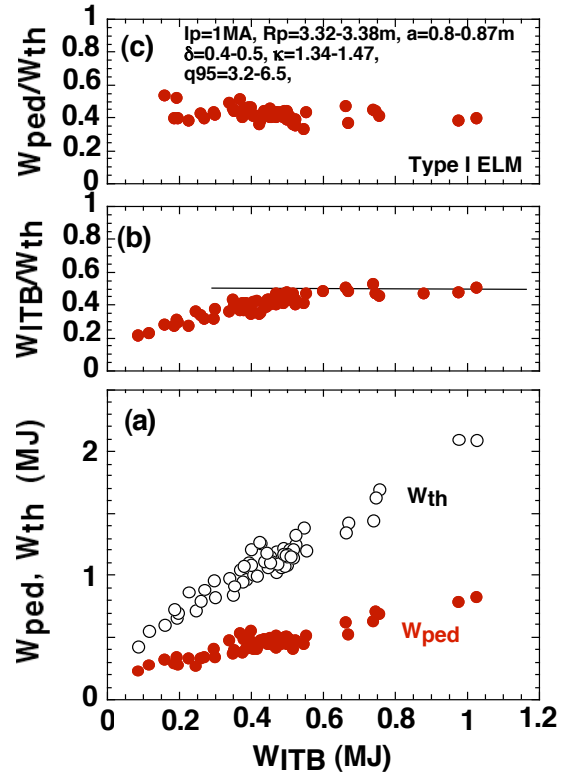 (c)
Ip=1MA, Rp=3.32-3.38m, a=0.8-0.87m
δ=0.4-0.5, κ=1.34-1.47,
q95=3.2-6.5,
Wped/Wth
1
0.8
0.6
0.4
0.2
0
Type I ELM
(b)
WITB/Wth
1
0.8
0.6
0.4
0.2
0
(a)
Wped, Wth (MJ)
2
1
0
Wth
Wped
0 0.2 0.4 0.6 0.8 1 1.2
WITB (MJ)